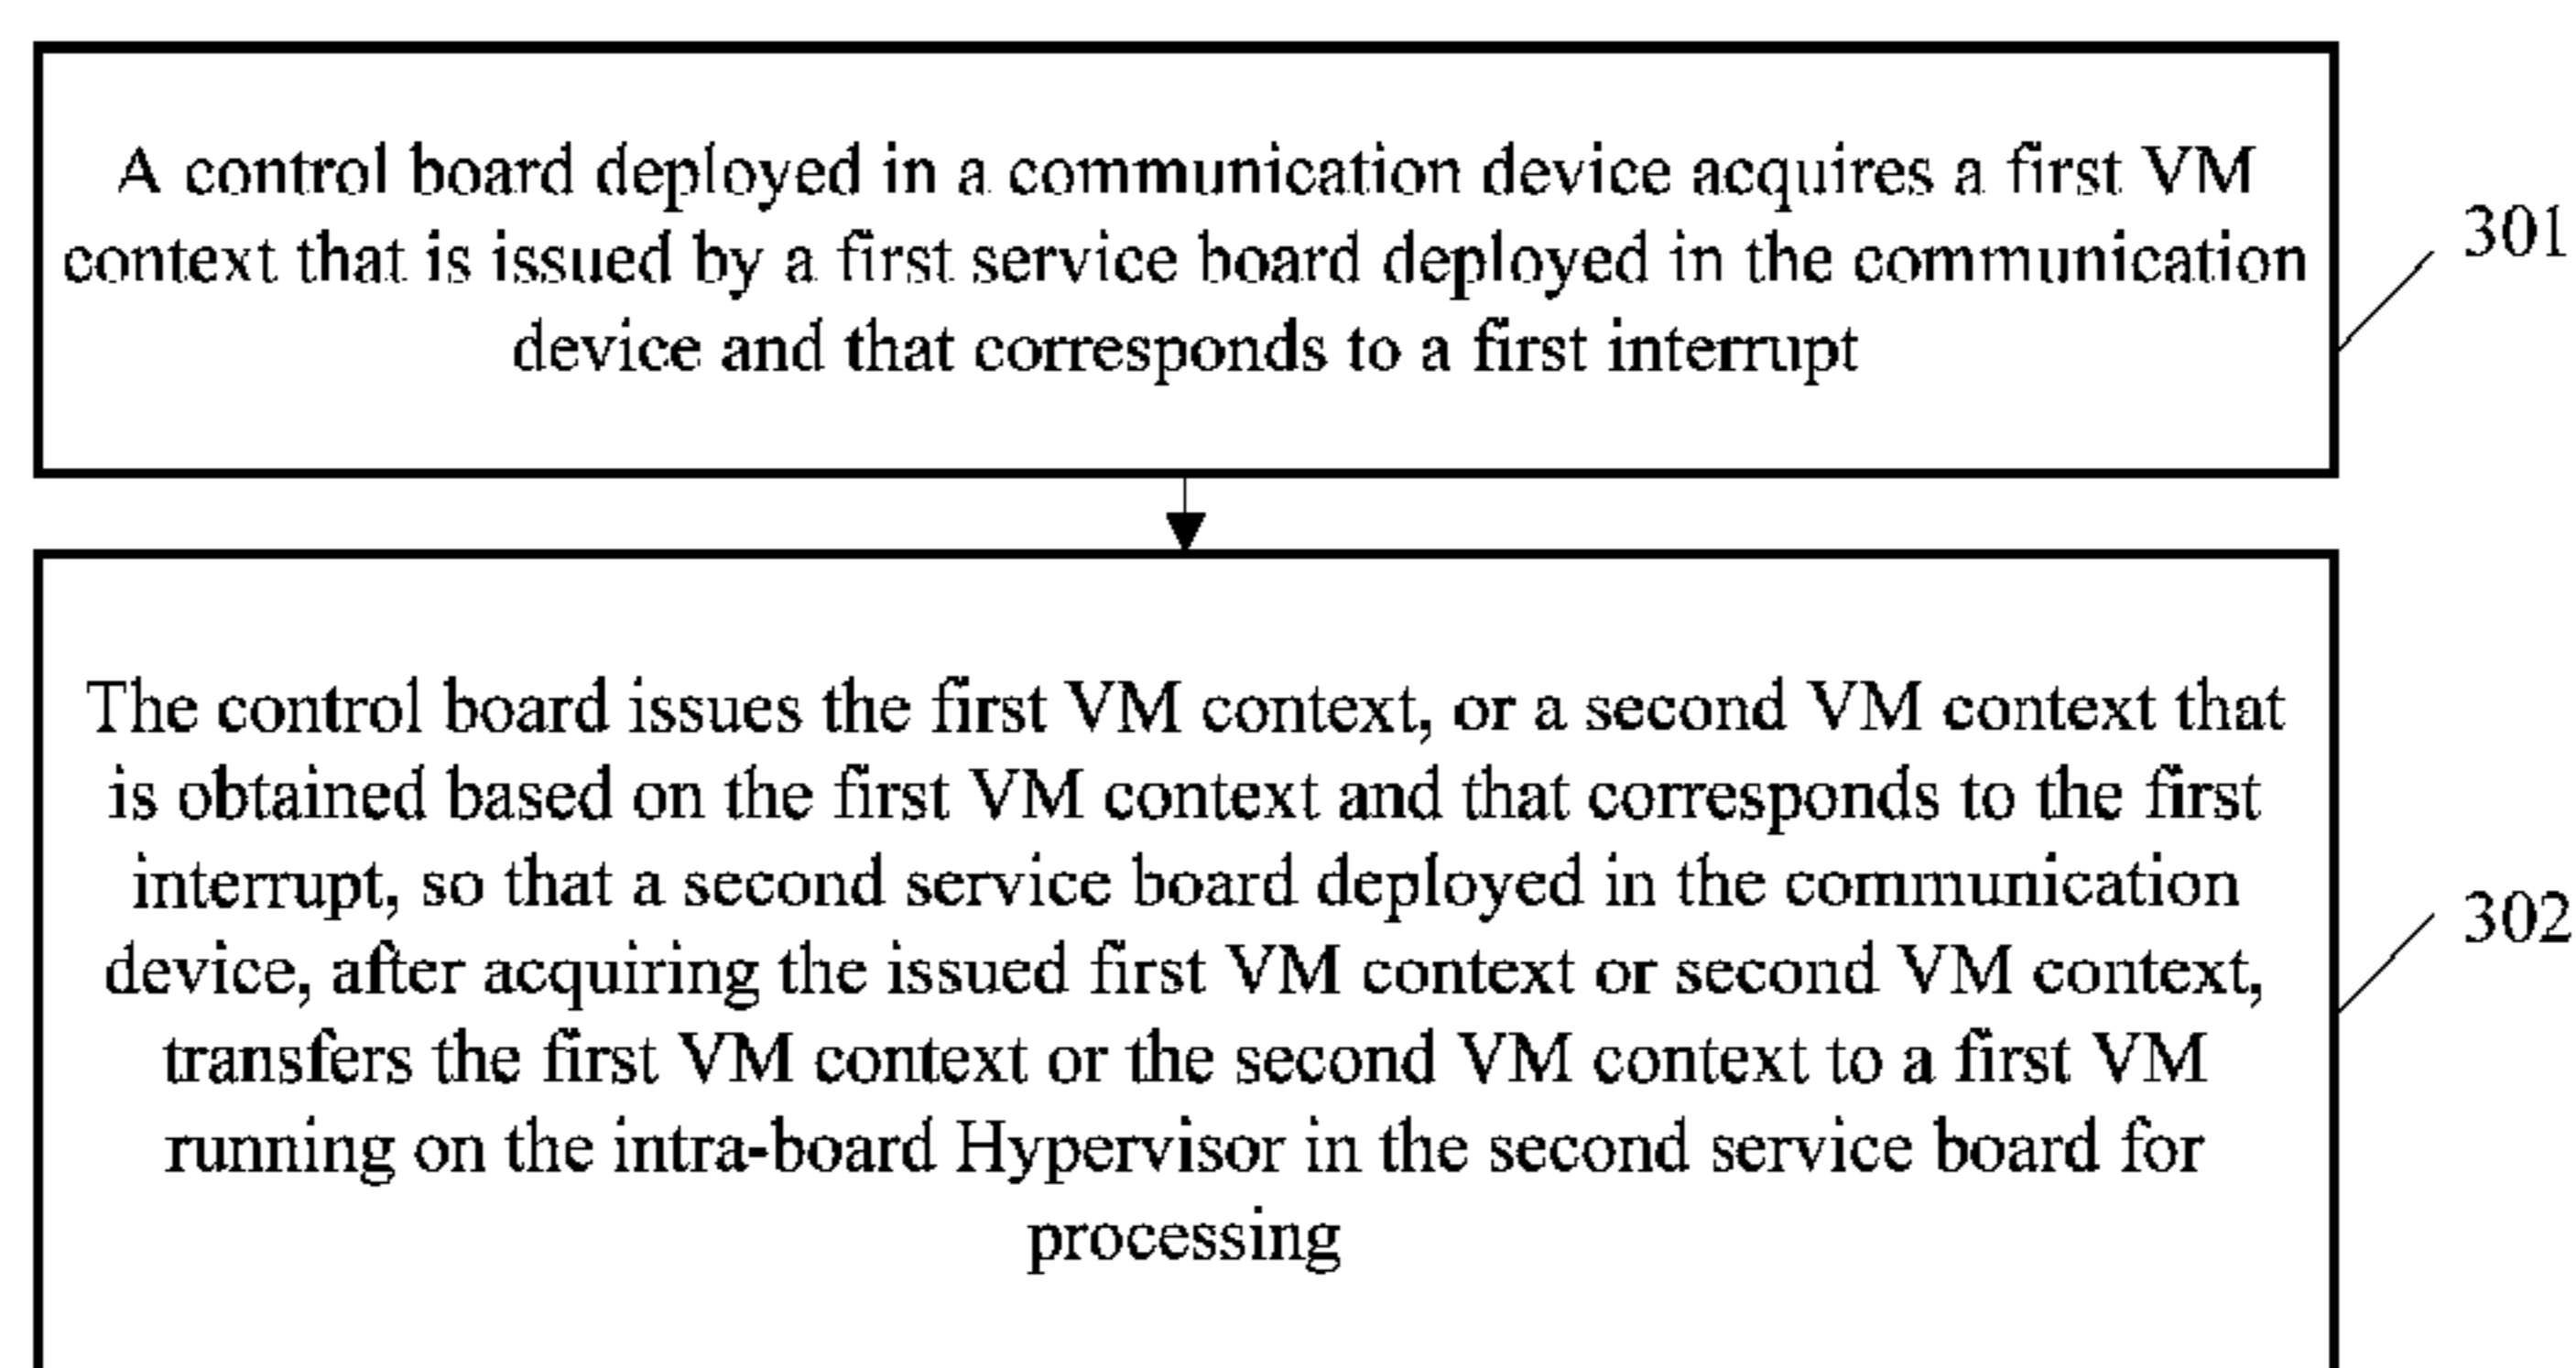 A control board deployed in a communication device acquires a first VM
context that is issued by a first service board deployed in the communication
device and that corresponds to a first interrupt
301
The control board issues the first VM context, or a second VM context that
is obtained based on the first VM context and that corresponds to the first
interrupt, so that a second service board deployed in the communication
device, after acquiring the issued first VM context or second VM context,
transfers the first VM context or the second VM context to a first VM
running on the intra-board Hypervisor in the second service board for
processing
302